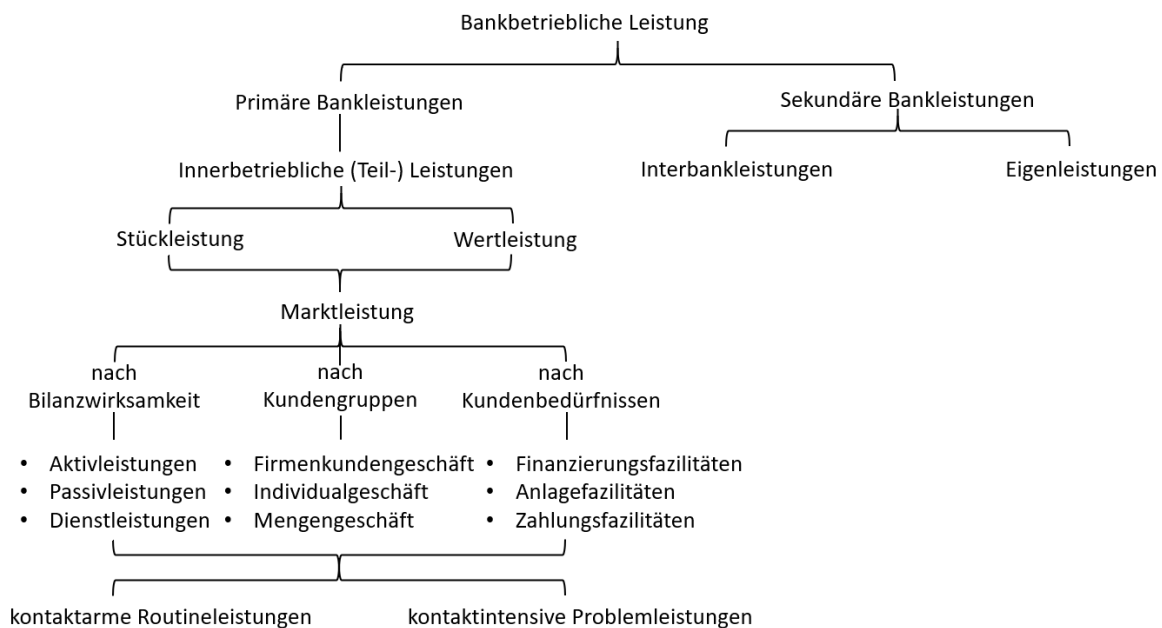 Bankbetriebliche Leistung
Primäre Bankleistungen
Sekundäre Bankleistungen
Innerbetriebliche (Teil-) Leistungen
Interbankleistungen
Eigenleistungen
Stückleistung
Wertleistung
Marktleistung
nach
Bilanzwirksamkeit
nach
Kundengruppen
nach
Kundenbedürfnissen
• Aktivleistungen
• Passivleistungen
• Dienstleistungen
• Firmenkundengeschäft
• Individualgeschäft
• Mengengeschäft
• Finanzierungsfazilitäten
• Anlagefazilitäten
• Zahlungsfazilitäten
kontaktarme Routineleistungen
kontaktintensive Problemleistungen